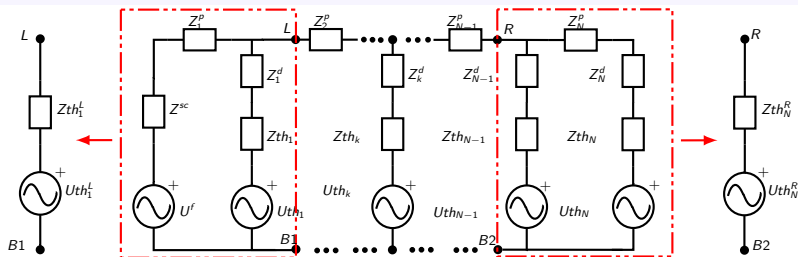 L
Z_1^p
L
Z_2^p
Z_{N-1}^p
R
Z_N^p
R
Z_1^d
Z_k^d
Z_{N-1}^d
Z_N^d
Zth_1^L
Z^{sc}
Zth_1
Zth_k
Zth_{N-1}
Zth_N
Zth_N^R
+
+
+
+
+
+
+
Uth_1^L
U^f
Uth_1
Uth_k
Uth_{N-1}
Uth_N
Uth_N^R
B1
B1
B2
B2